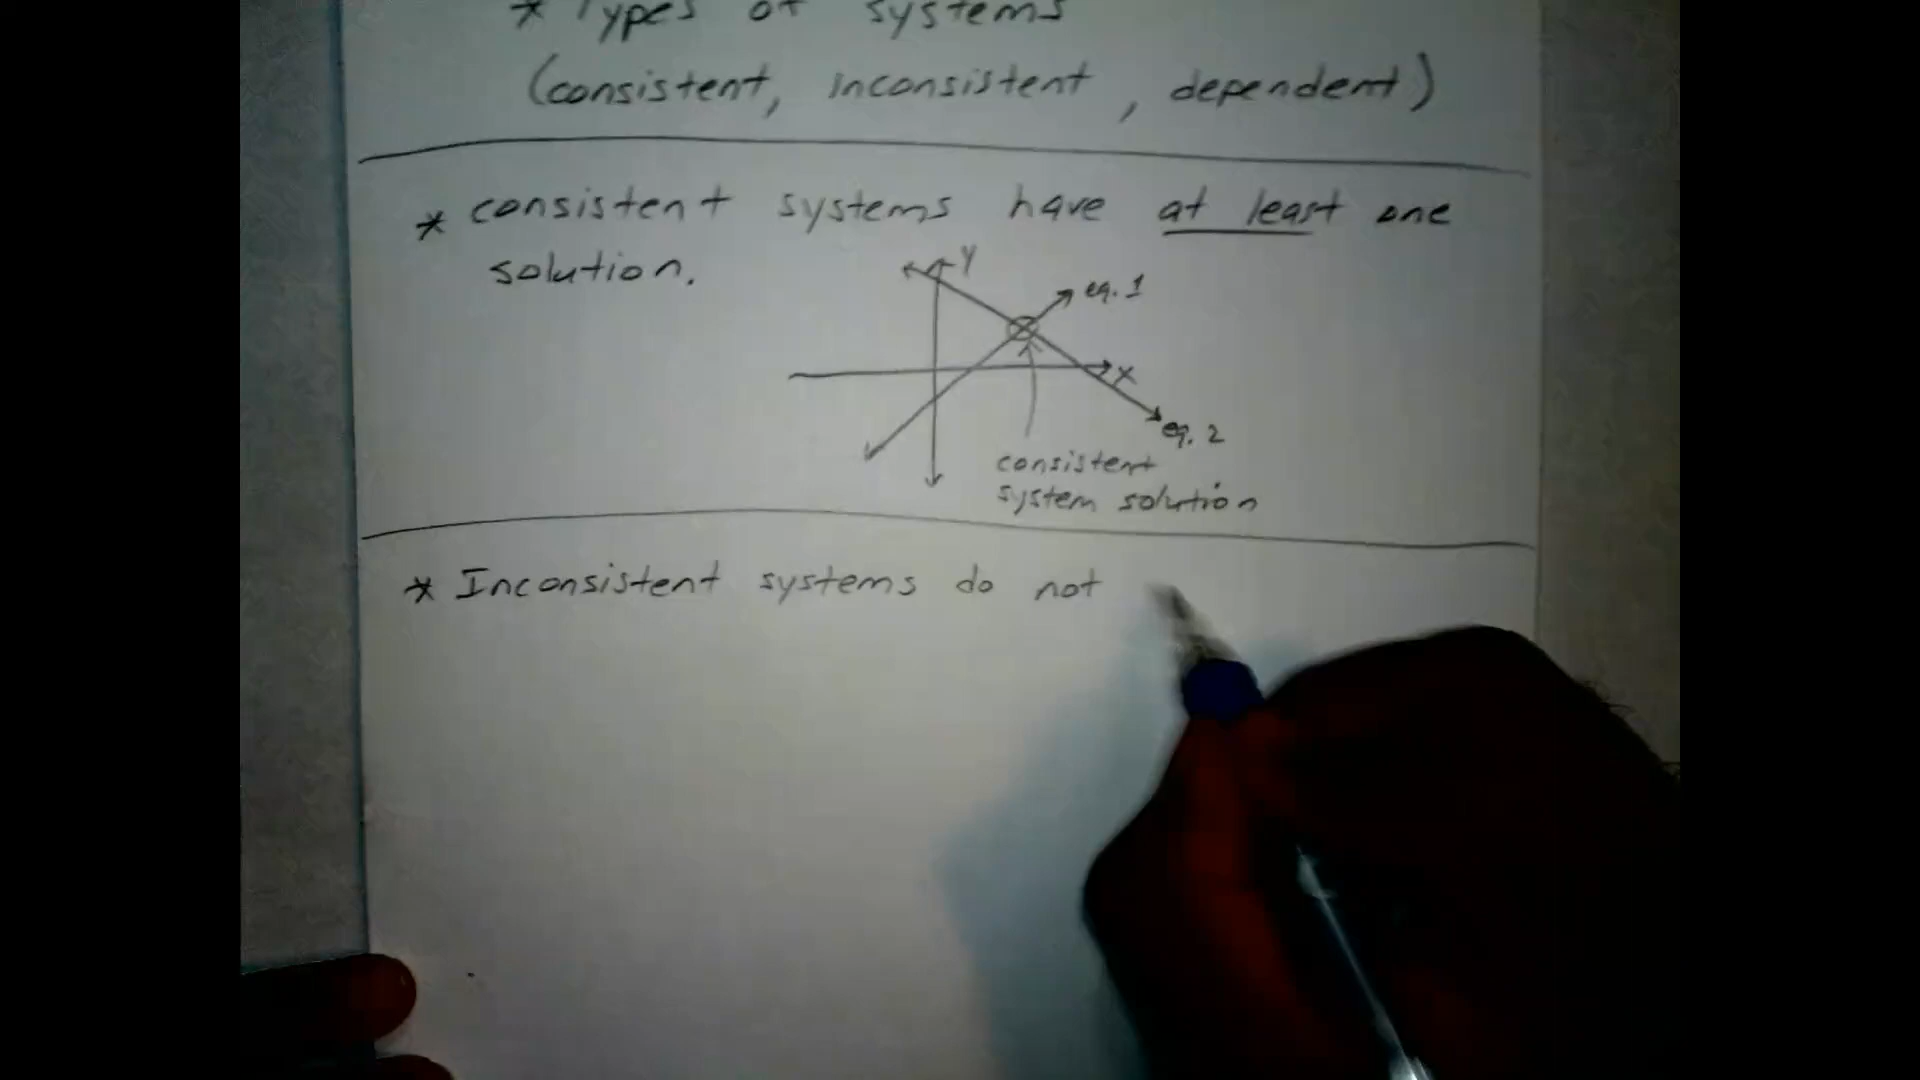 * Types of systems
(consistent, inconsistent, dependent)
* consistent systems have at least one
solution.
y
eq. 1
x
eq. 2
consistent
system solution
* Inconsistent systems do not